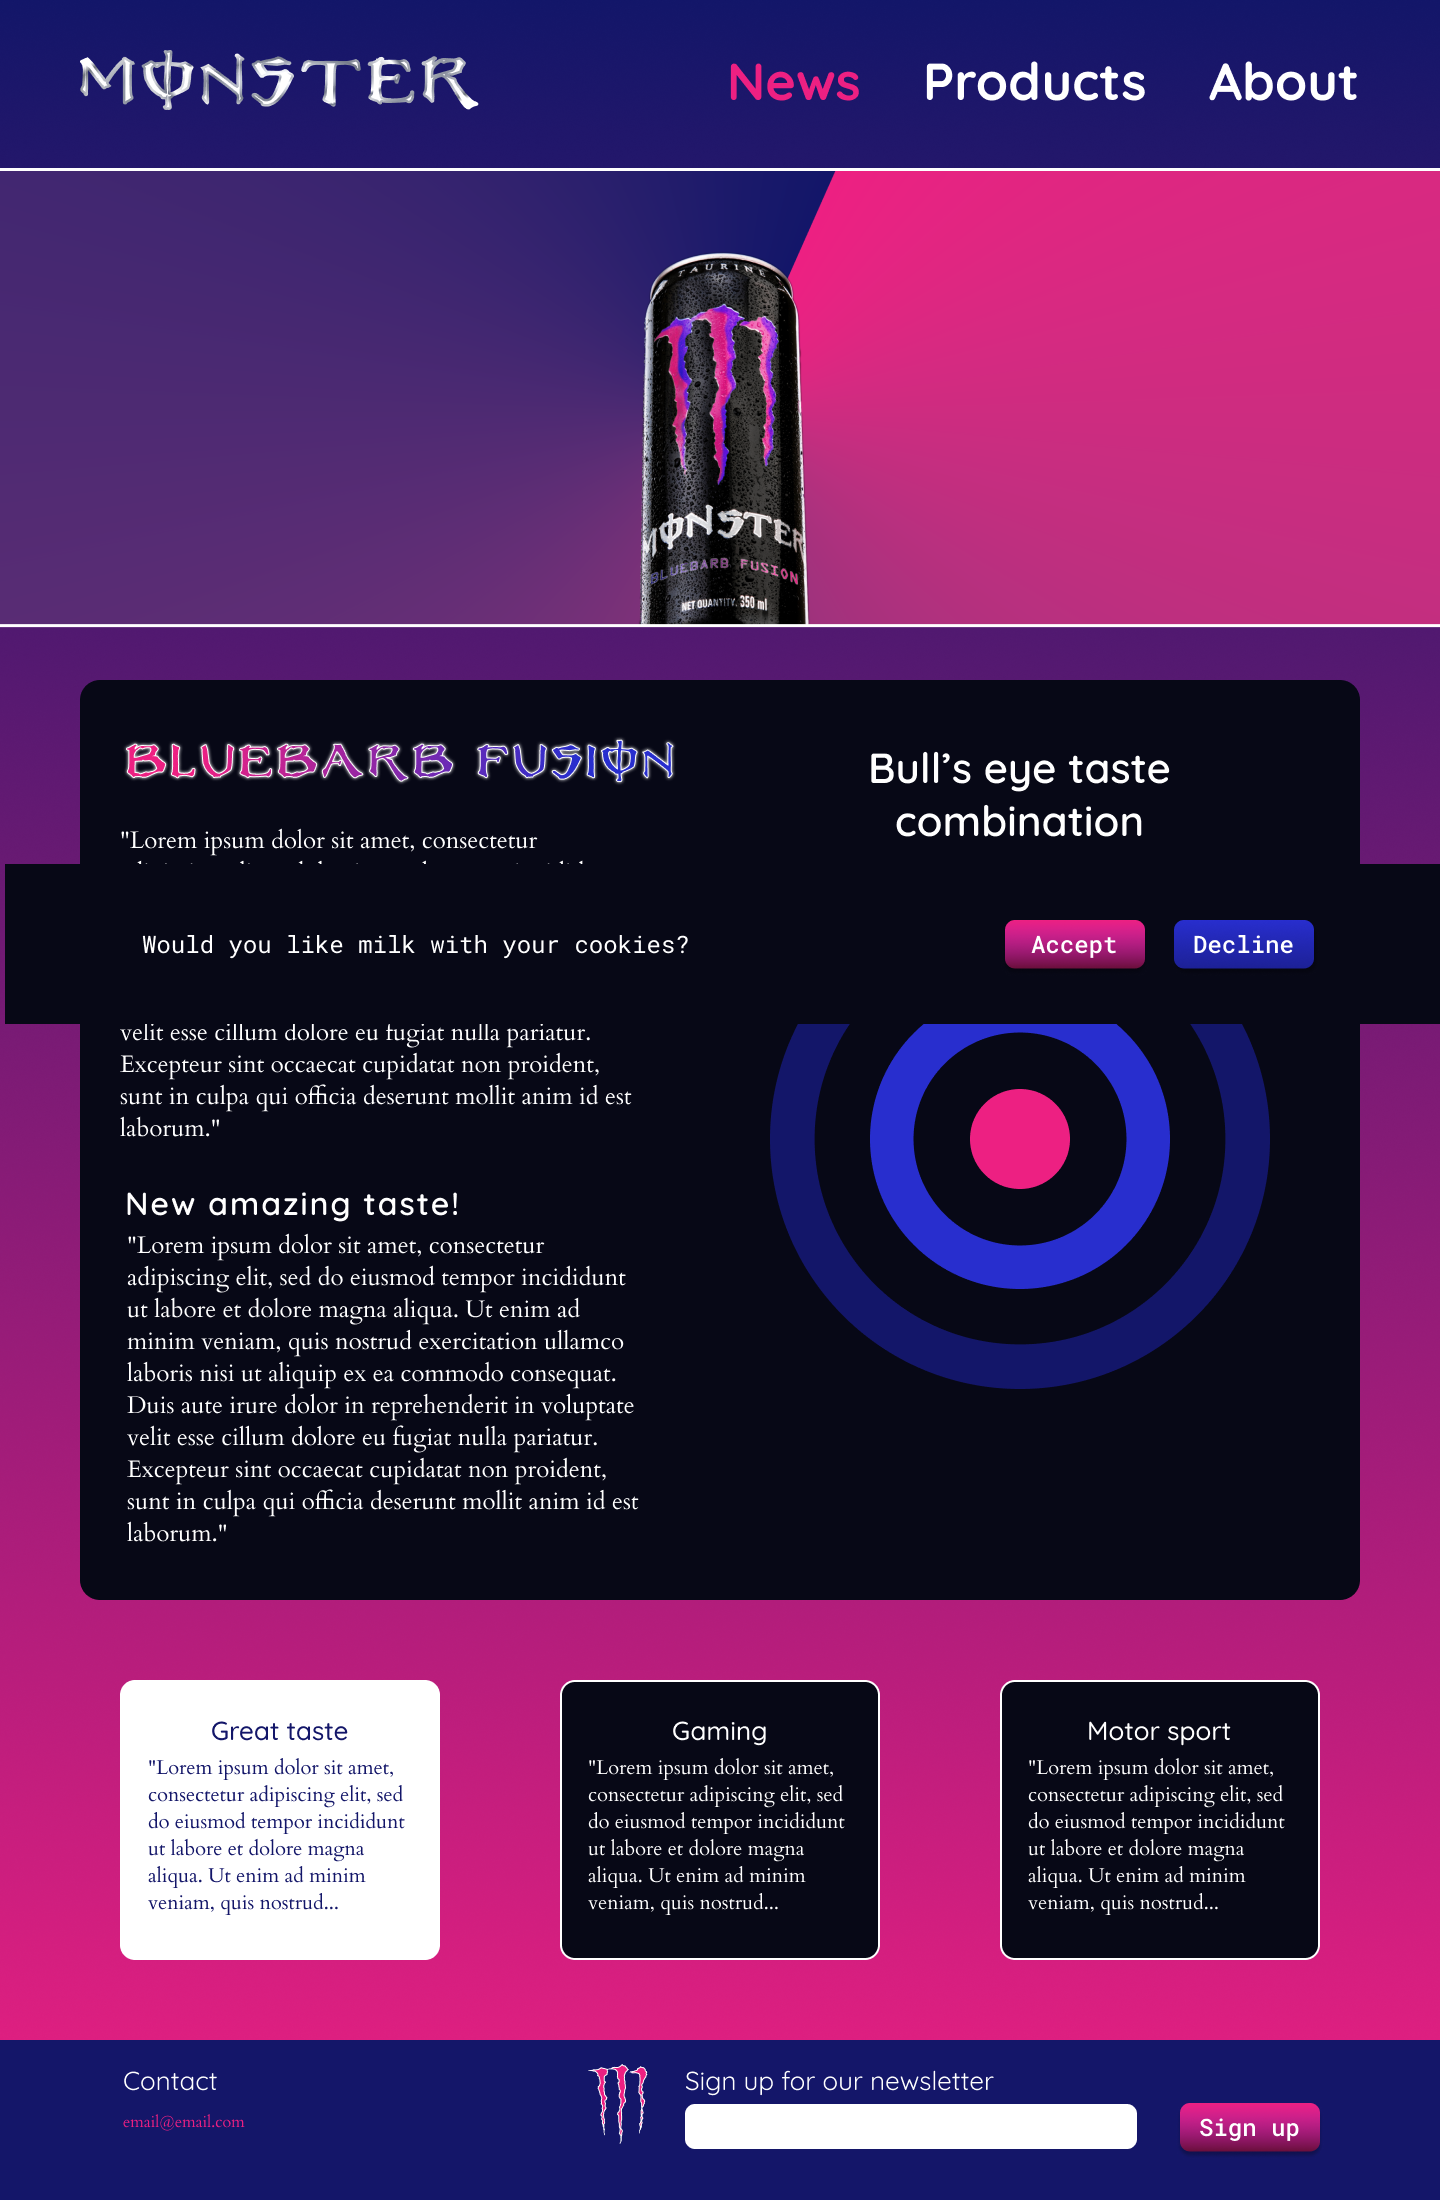 MONSTER
News Products About
TAURINE
MONSTER
BLUEBARB FUSION
NET QUANTITY. 350 ml
BLUEBARB FUSION
Bull’s eye taste
combination
"Lorem ipsum dolor sit amet, consectetur
Would you like milk with your cookies?
Accept Decline
velit esse cillum dolore eu fugiat nulla pariatur.
Excepteur sint occaecat cupidatat non proident,
sunt in culpa qui officia deserunt mollit anim id est
laborum."
New amazing taste!
"Lorem ipsum dolor sit amet, consectetur
adipiscing elit, sed do eiusmod tempor incididunt
ut labore et dolore magna aliqua. Ut enim ad
minim veniam, quis nostrud exercitation ullamco
laboris nisi ut aliquip ex ea commodo consequat.
Duis aute irure dolor in reprehenderit in voluptate
velit esse cillum dolore eu fugiat nulla pariatur.
Excepteur sint occaecat cupidatat non proident,
sunt in culpa qui officia deserunt mollit anim id est
laborum."
Great taste
"Lorem ipsum dolor sit amet,
consectetur adipiscing elit, sed
do eiusmod tempor incididunt
ut labore et dolore magna
aliqua. Ut enim ad minim
veniam, quis nostrud...
Gaming
"Lorem ipsum dolor sit amet,
consectetur adipiscing elit, sed
do eiusmod tempor incididunt
ut labore et dolore magna
aliqua. Ut enim ad minim
veniam, quis nostrud...
Motor sport
"Lorem ipsum dolor sit amet,
consectetur adipiscing elit, sed
do eiusmod tempor incididunt
ut labore et dolore magna
aliqua. Ut enim ad minim
veniam, quis nostrud...
Contact
email@email.com
Sign up for our newsletter
Sign up